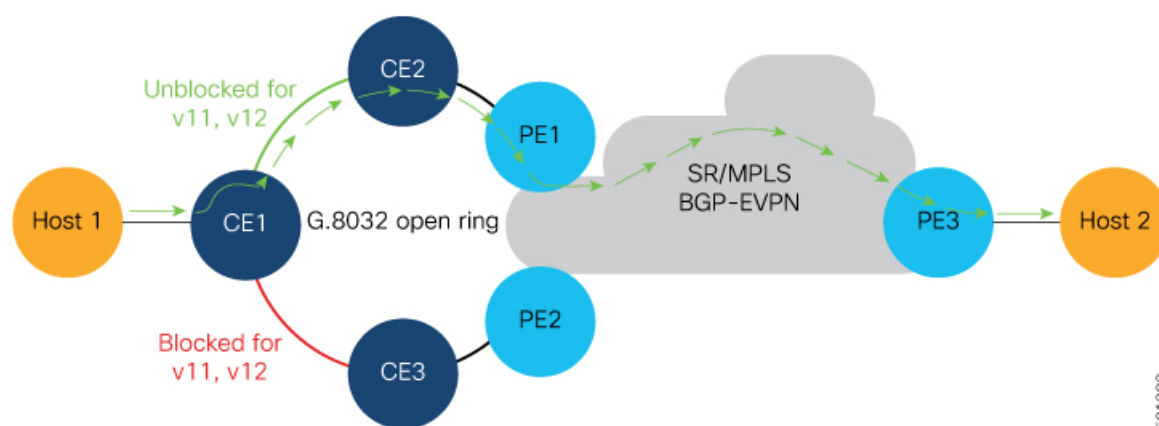 CE2
Unblocked for
v11, v12
PE1
SR/MPLS
BGP-EVPN
Host 1
CE1
G.8032 open ring
PE3
Host 2
PE2
Blocked for
v11, v12
CE3